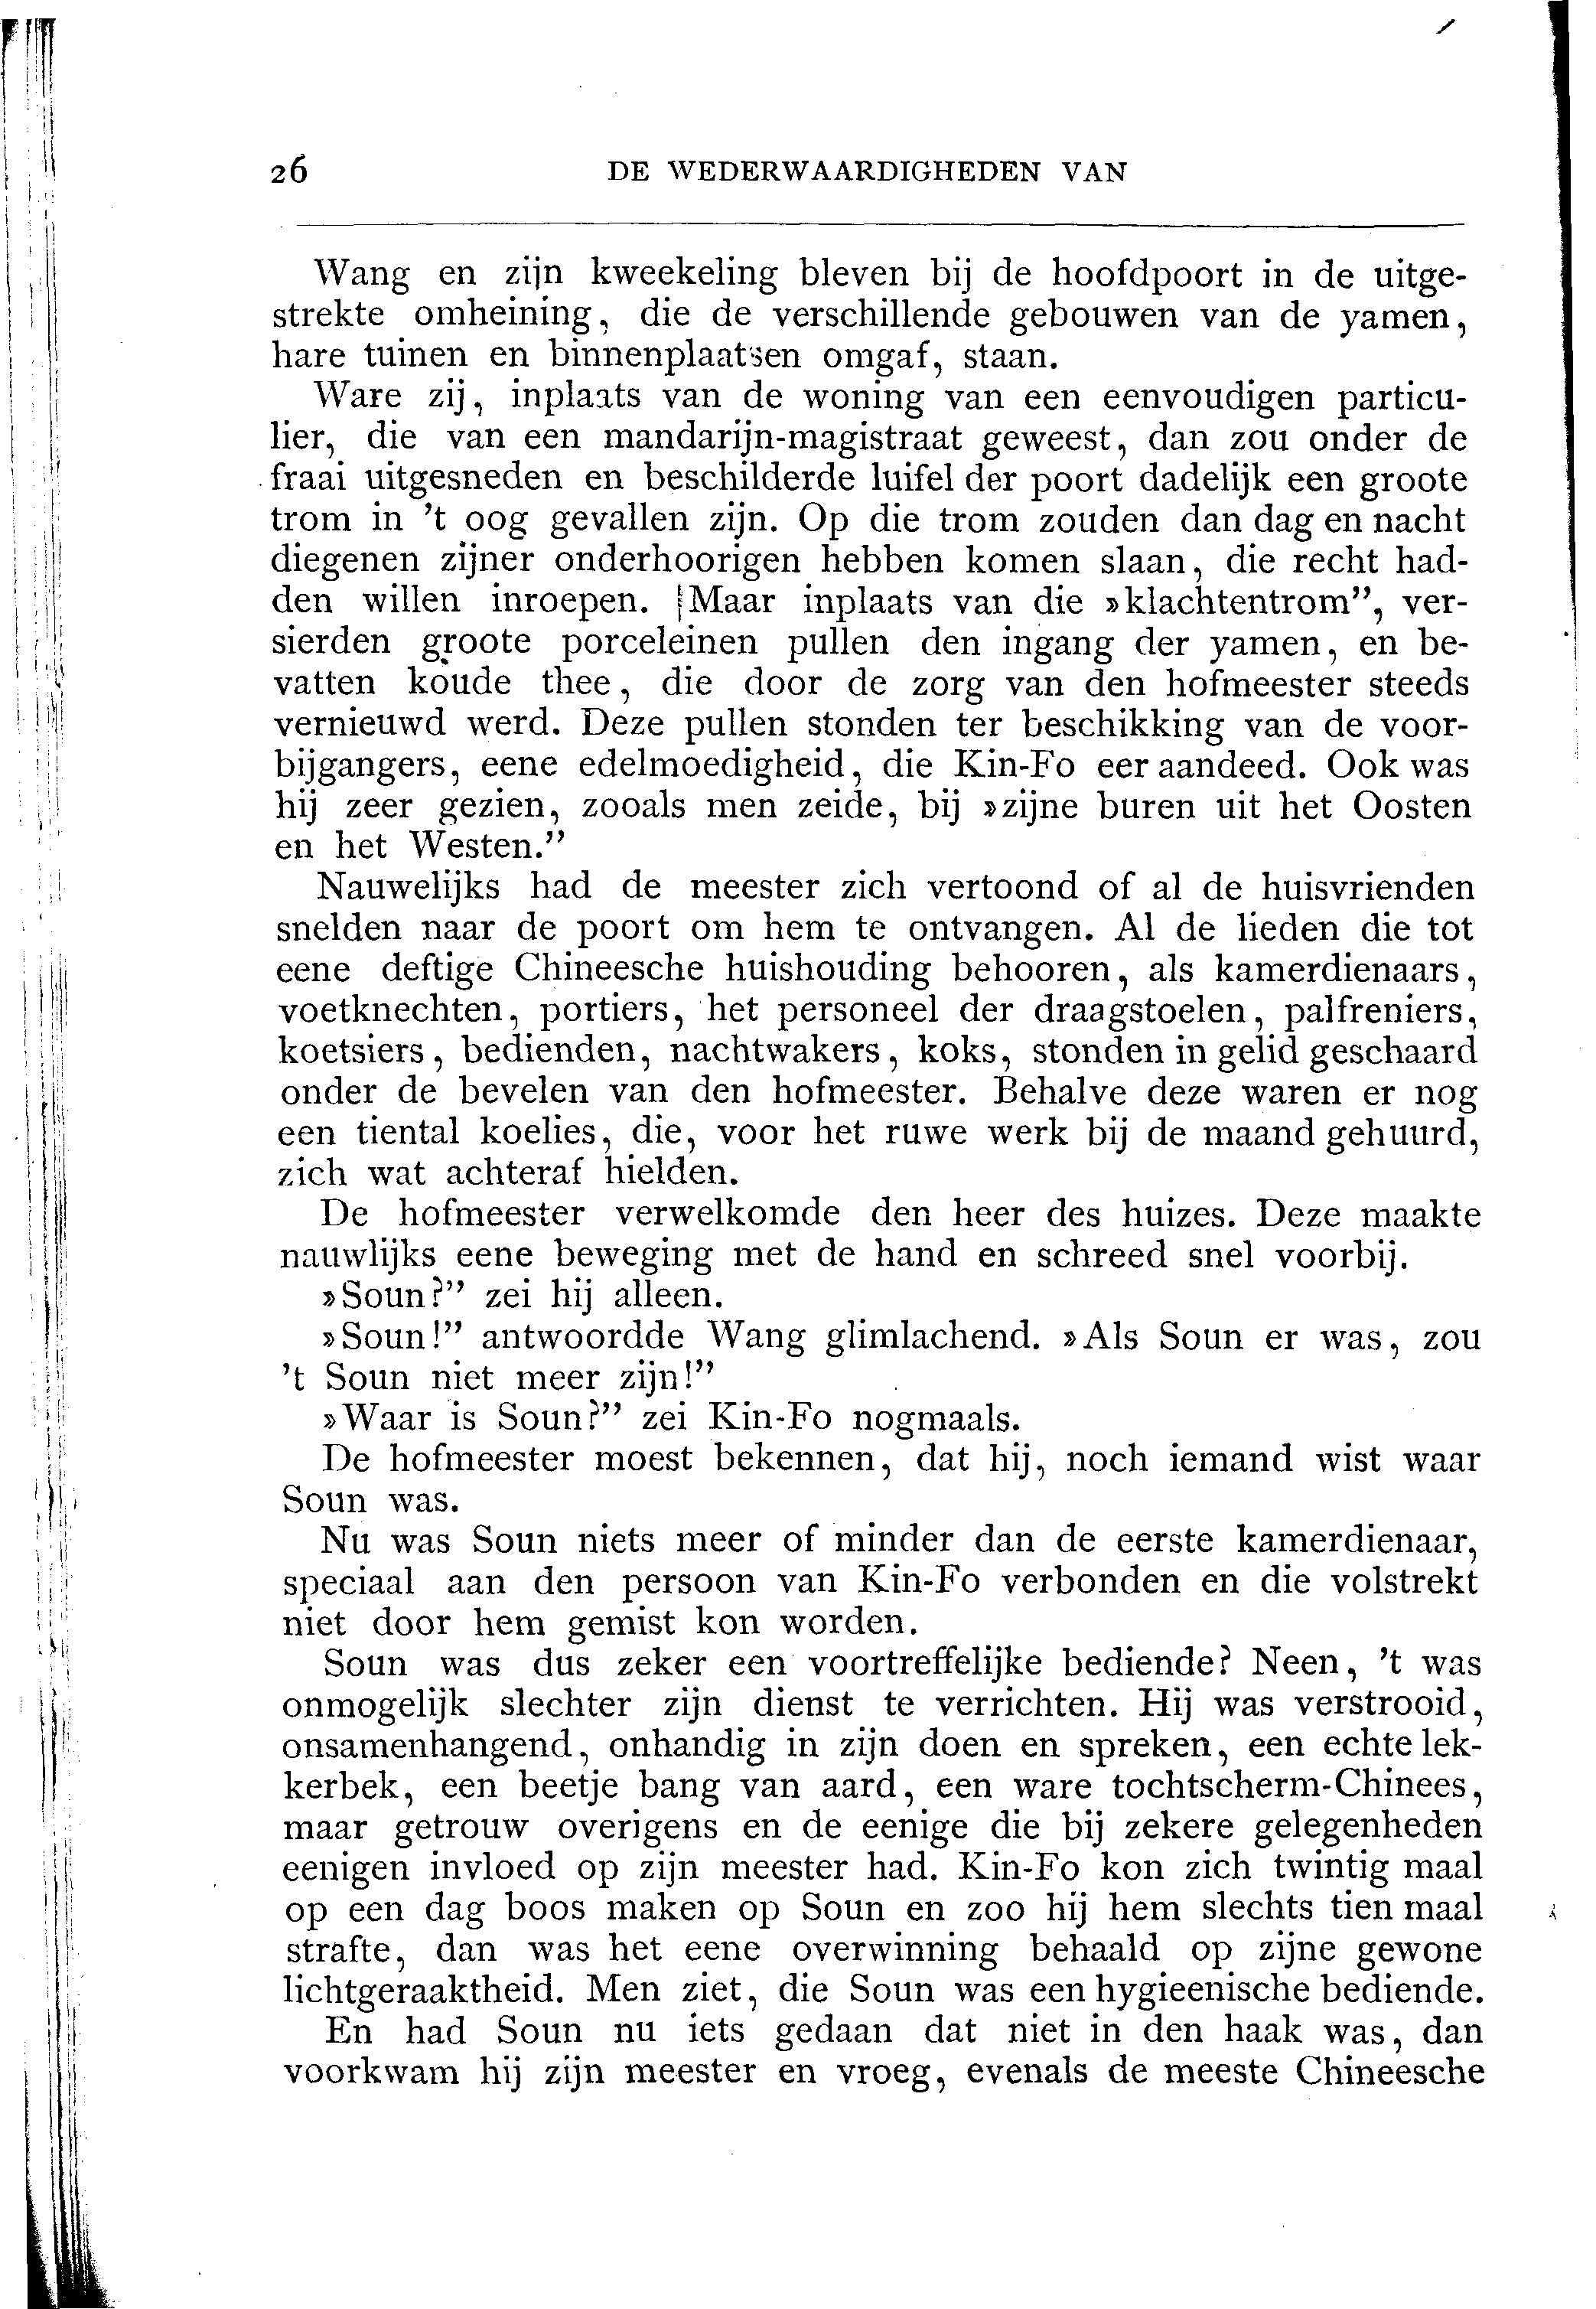 26 DE WEDERWAARDIGHEDEN VAN
Wang en zijn kweekeling bleven bij de hoofdpoort in de uitge-
strekte omheining, die de verschillende gebouwen van de yamen,
hare tuinen en binnenplaatsen omgaf, staan.
Ware zij, inplaats van de woning van een eenvoudigen particu-
lier, die van een mandarijn-magistraat geweest, dan zou onder de
fraai uitgesneden en beschilderde luifel der poort dadelijk een groote
trom in 't oog gevallen zijn. Op die trom zouden dan dag en nacht
diegenen zijner onderhoorigen hebben komen slaan, die recht had-
den willen inroepen. Maar inplaats van die »klachtentrom”, ver-
sierden groote porceleinen pullen den ingang der yamen, en be-
vatten koude thee, die door de zorg van den hofmeester steeds
vernieuwd werd. Deze pullen stonden ter beschikking van de voor-
bijgangers, eene edelmoedigheid, die Kin-Fo eer aandeed. Ook was
hij zeer gezien, zooals men zeide, bij »zijne buren uit het Oosten
en het Westen.”
Nauwelijks had de meester zich vertoond of al de huisvrienden
snelden naar de poort om hem te ontvangen. Al de lieden die tot
eene deftige Chineesche huishouding behooren, als kamerdienaars,
voetknechten, portiers, het personeel der draagstoelen, palfreniers,
koetsiers, bedienden, nachtwakers, koks, stonden in gelid geschaard
onder de bevelen van den hofmeester. Behalve deze waren er nog
een tiental koelies, die, voor het ruwe werk bij de maand gehuurd,
zich wat achteraf hielden.
De hofmeester verwelkomde den heer des huizes. Deze maakte
nauwlijks eene beweging met de hand en schreed snel voorbij.
»Soun?” zei hij alleen.
»Soun!” antwoordde Wang glimlachend. »Als Soun er was, zou
't Soun niet meer zijn!”
»Waar is Soun?” zei Kin-Fo nogmaals.
De hofmeester moest bekennen, dat hij, noch iemand wist waar
Soun was.
Nu was Soun niets meer of minder dan de eerste kamerdienaar,
speciaal aan den persoon van Kin-Fo verbonden en die volstrekt
niet door hem gemist kon worden.
Soun was dus zeker een voortreffelijke bediende? Neen, 't was
onmogelijk slechter zijn dienst te verrichten. Hij was verstrooid,
onsamenhangend, onhandig in zijn doen en spreken, een echte lek-
kerbek, een beetje bang van aard, een ware tochtscherm-Chinees,
maar getrouw overigens en de eenige die bij zekere gelegenheden
eenigen invloed op zijn meester had. Kin-Fo kon zich twintig maal
op een dag boos maken op Soun en zoo hij hem slechts tien maal
strafte, dan was het eene overwinning behaald op zijne gewone
lichtgeraaktheid. Men ziet, die Soun was een hygieenische bediende.
En had Soun nu iets gedaan dat niet in den haak was, dan
voorkwam hij zijn meester en vroeg, evenals de meeste Chineesche